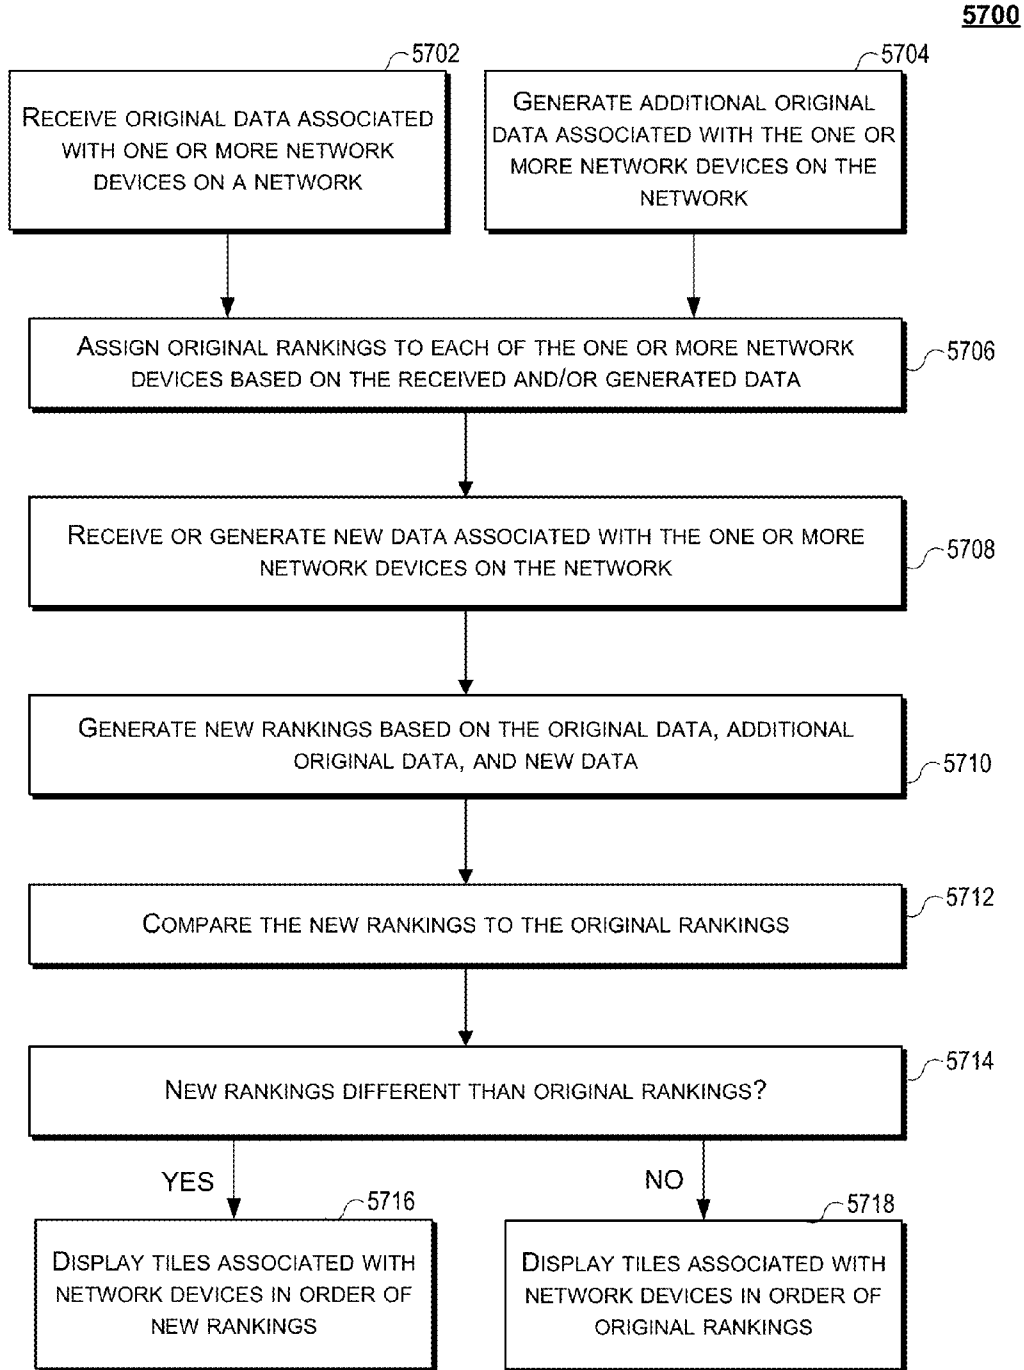 5700
5702
RECEIVE ORIGINAL DATA ASSOCIATED
WITH ONE OR MORE NETWORK
DEVICES ON A NETWORK
5704
GENERATE ADDITIONAL ORIGINAL
DATA ASSOCIATED WITH THE ONE OR
MORE NETWORK DEVICES ON THE
NETWORK
ASSIGN ORIGINAL RANKINGS TO EACH OF THE ONE OR MORE NETWORK
DEVICES BASED ON THE RECEIVED AND/OR GENERATED DATA
5706
RECEIVE OR GENERATE NEW DATA ASSOCIATED WITH THE ONE OR MORE
NETWORK DEVICES ON THE NETWORK
5708
GENERATE NEW RANKINGS BASED ON THE ORIGINAL DATA, ADDITIONAL
ORIGINAL DATA, AND NEW DATA
5710
COMPARE THE NEW RANKINGS TO THE ORIGINAL RANKINGS
5712
NEW RANKINGS DIFFERENT THAN ORIGINAL RANKINGS?
5714
YES
NO
5716
DISPLAY TILES ASSOCIATED WITH
NETWORK DEVICES IN ORDER OF
NEW RANKINGS
5718
DISPLAY TILES ASSOCIATED WITH
NETWORK DEVICES IN ORDER OF
ORIGINAL RANKINGS